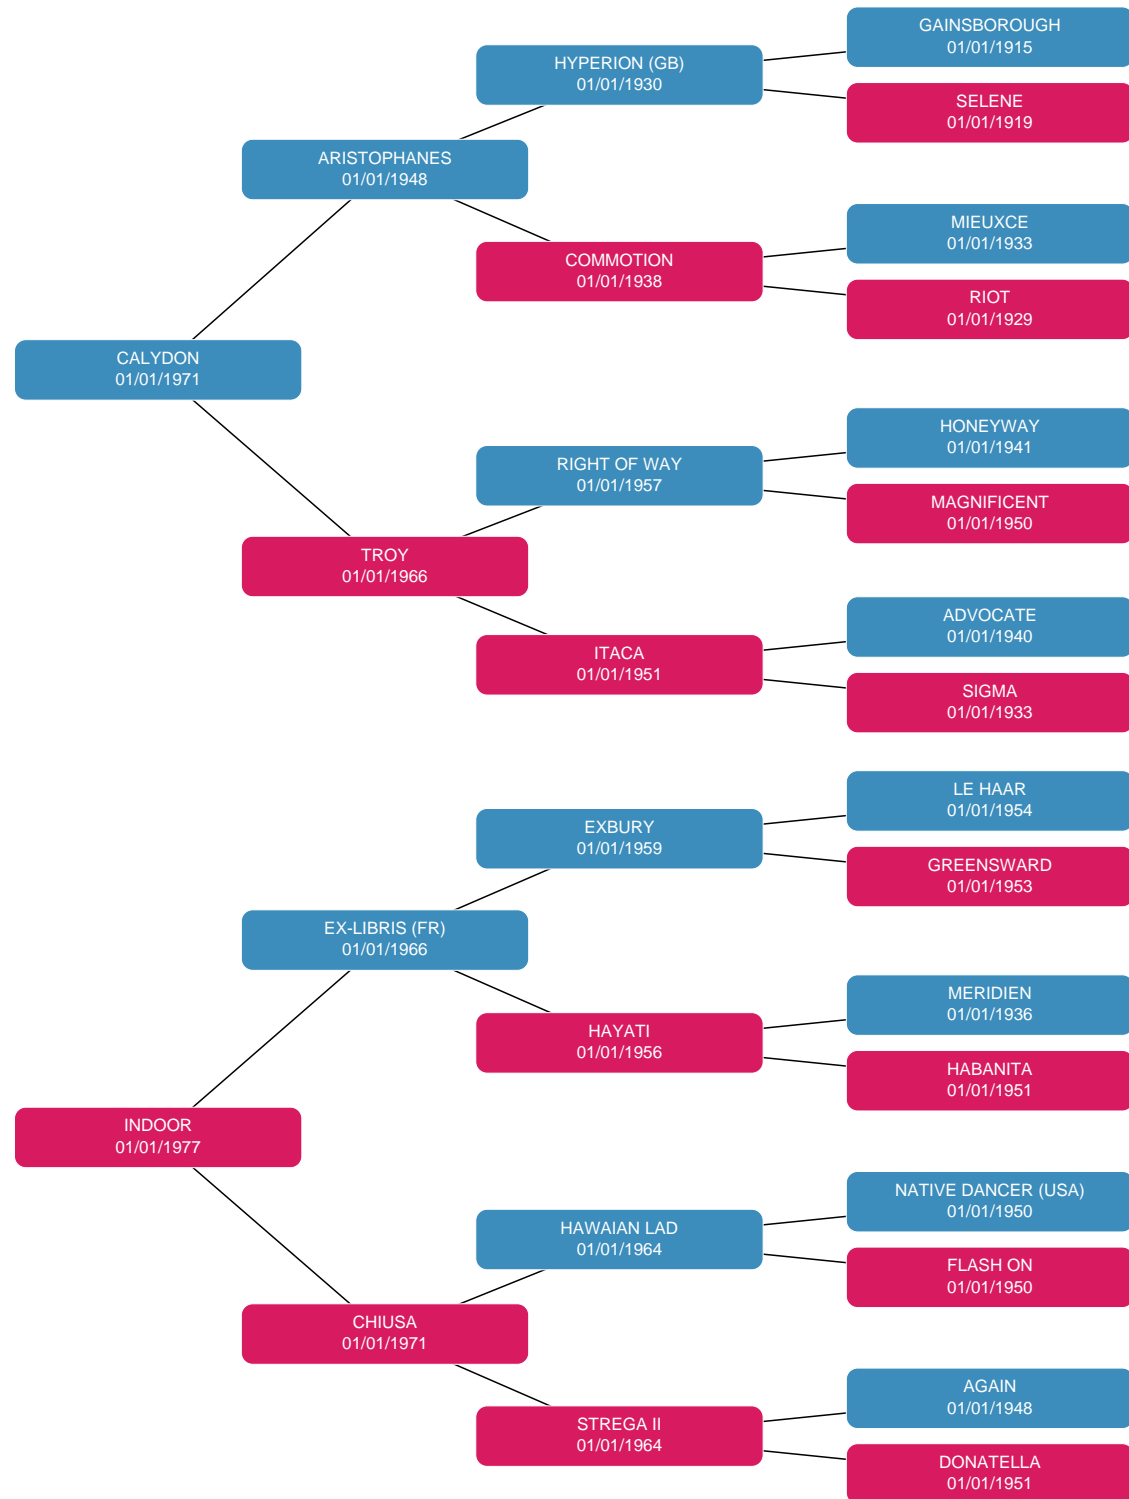 GAINSBOROUGH
01/01/1915
HYPERION (GB)
01/01/1930
SELENE
01/01/1919
ARISTOPHANES
01/01/1948
MIEUXCE
01/01/1933
COMMOTION
01/01/1938
RIOT
01/01/1929
CALYDON
01/01/1971
HONEYWAY
01/01/1941
RIGHT OF WAY
01/01/1957
MAGNIFICENT
01/01/1950
TROY
01/01/1966
ADVOCATE
01/01/1940
ITACA
01/01/1951
SIGMA
01/01/1933
LE HAAR
01/01/1954
EXBURY
01/01/1959
GREENSWARD
01/01/1953
EX-LIBRIS (FR)
01/01/1966
MERIDIEN
01/01/1936
HAYATI
01/01/1956
HABANITA
01/01/1951
INDOOR
01/01/1977
NATIVE DANCER (USA)
01/01/1950
HAWAIAN LAD
01/01/1964
FLASH ON
01/01/1950
CHIUSA
01/01/1971
AGAIN
01/01/1948
STREGA II
01/01/1964
DONATELLA
01/01/1951